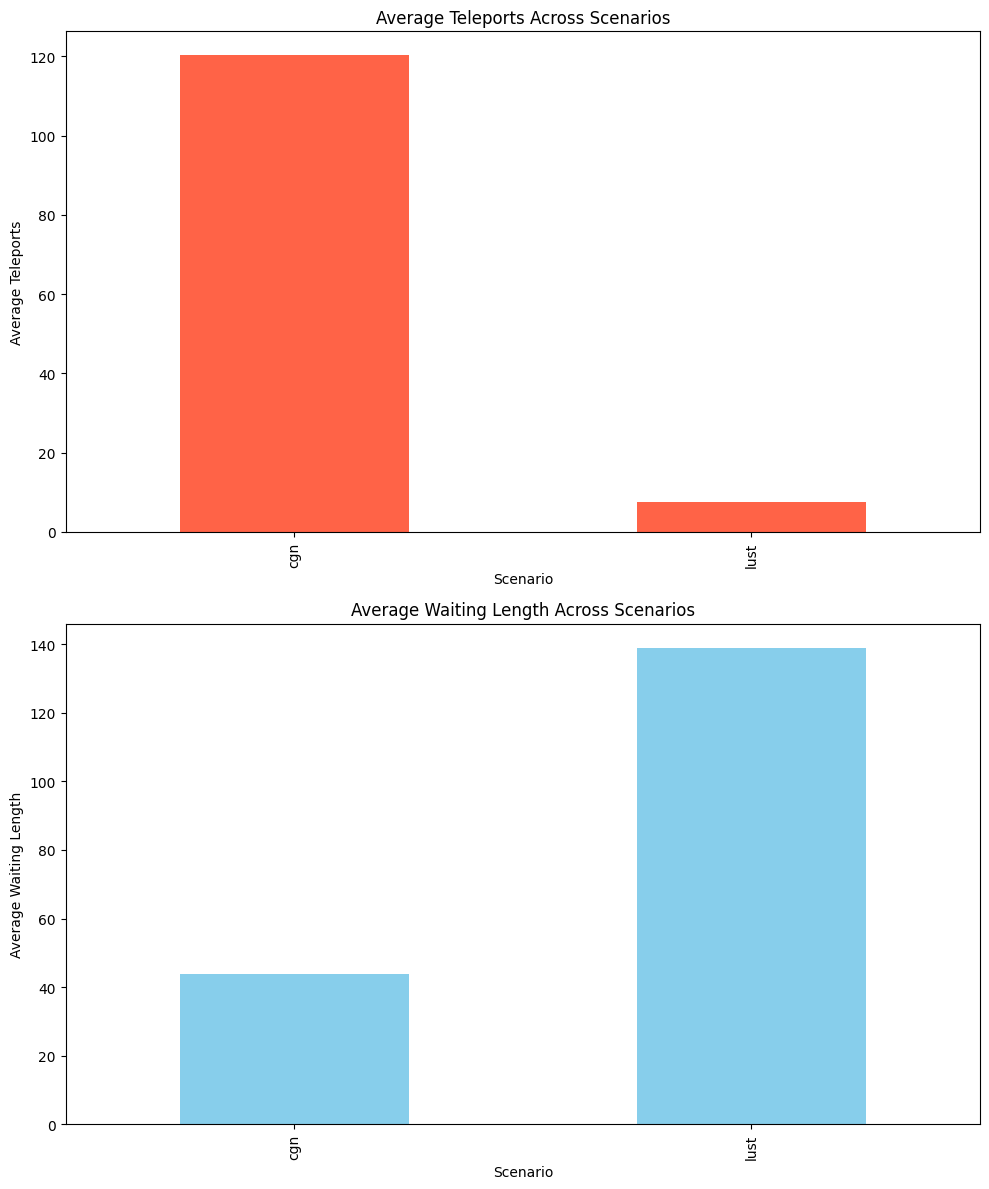 Average Teleports Across Scenarios
120
100
80
60
40
20
0
Average Teleports
cgn
lust
Scenario
Average Waiting Length Across Scenarios
140
120
100
80
60
40
20
0
Average Waiting Length
cgn
lust
Scenario